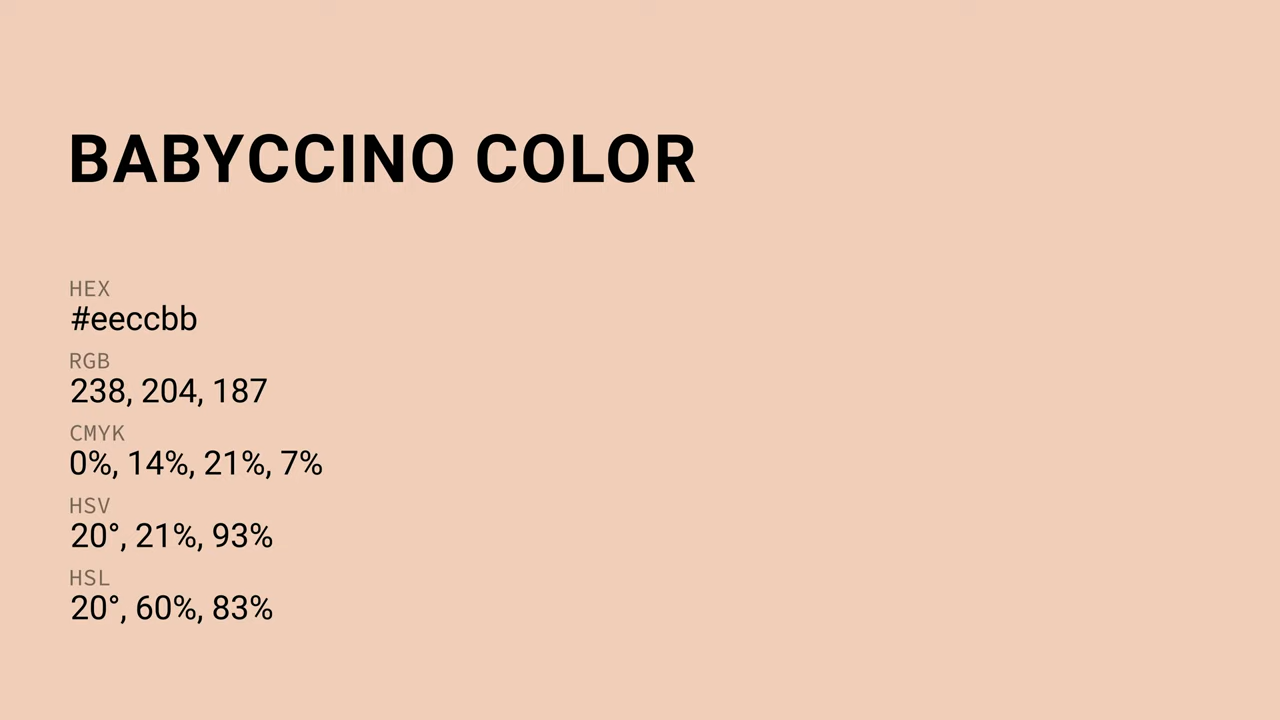 BABYCCINO COLOR
HEX
#eeccbb
RGB
238, 204, 187
CMYK
0%, 14%, 21%, 7%
HSV
20°, 21%, 93%
HSL
20°, 60%, 83%